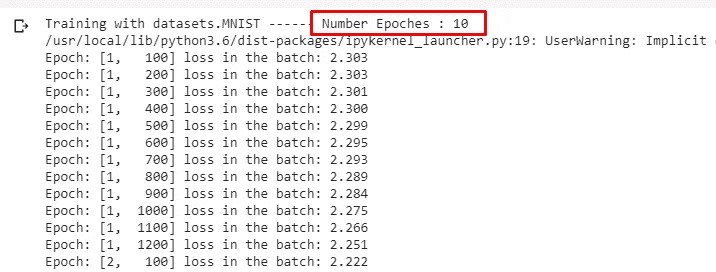 Training with datasets.MNIST ------ Number Epoches : 10
/usr/local/lib/python3.6/dist-packages/ipykernel_launcher.py:19: UserWarning: Implicit
Epoch: [1,   100] loss in the batch: 2.303
Epoch: [1,   200] loss in the batch: 2.303
Epoch: [1,   300] loss in the batch: 2.301
Epoch: [1,   400] loss in the batch: 2.300
Epoch: [1,   500] loss in the batch: 2.299
Epoch: [1,   600] loss in the batch: 2.295
Epoch: [1,   700] loss in the batch: 2.293
Epoch: [1,   800] loss in the batch: 2.289
Epoch: [1,   900] loss in the batch: 2.284
Epoch: [1,  1000] loss in the batch: 2.275
Epoch: [1,  1100] loss in the batch: 2.266
Epoch: [1,  1200] loss in the batch: 2.251
Epoch: [2,   100] loss in the batch: 2.222